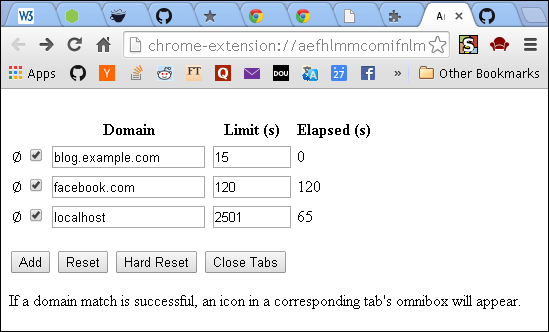 W3
A
chrome-extension://aefhlmmcomifnlm
S
Apps Y FT DOU 27 » Other Bookmarks
Domain Limit (s) Elapsed (s)
Ø blog.example.com 15 0
Ø facebook.com 120 120
Ø localhost 2501 65
Add Reset Hard Reset Close Tabs
If a domain match is successful, an icon in a corresponding tab's omnibox will appear.